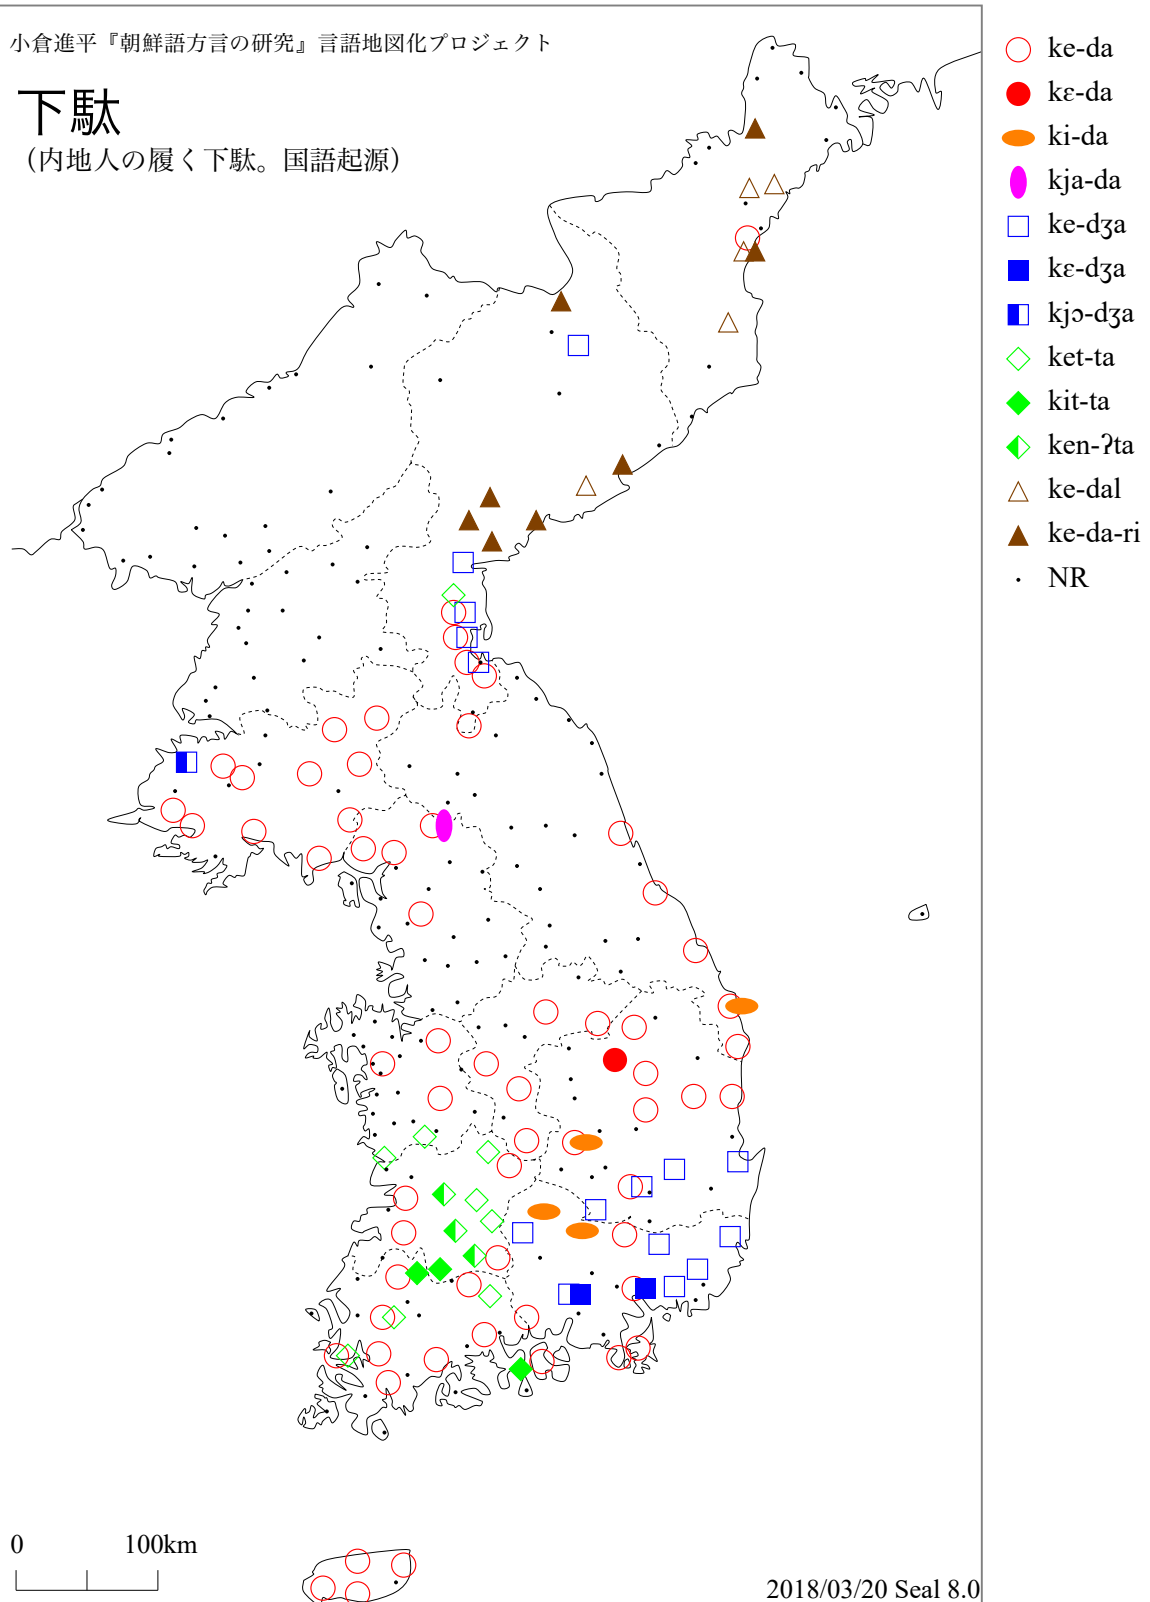 小倉進平『朝鮮語方言の研究』言語地図化プロジェクト
下駄
（内地人の履く下駄。国語起源）
ke-da
kɛ-da
ki-da
kja-da
ke-dʒa
kɛ-dʒa
kjɔ-dʒa
ket-ta
kit-ta
ken-ʔta
ke-dal
ke-da-ri
NR
0 100km
2018/03/20 Seal 8.0